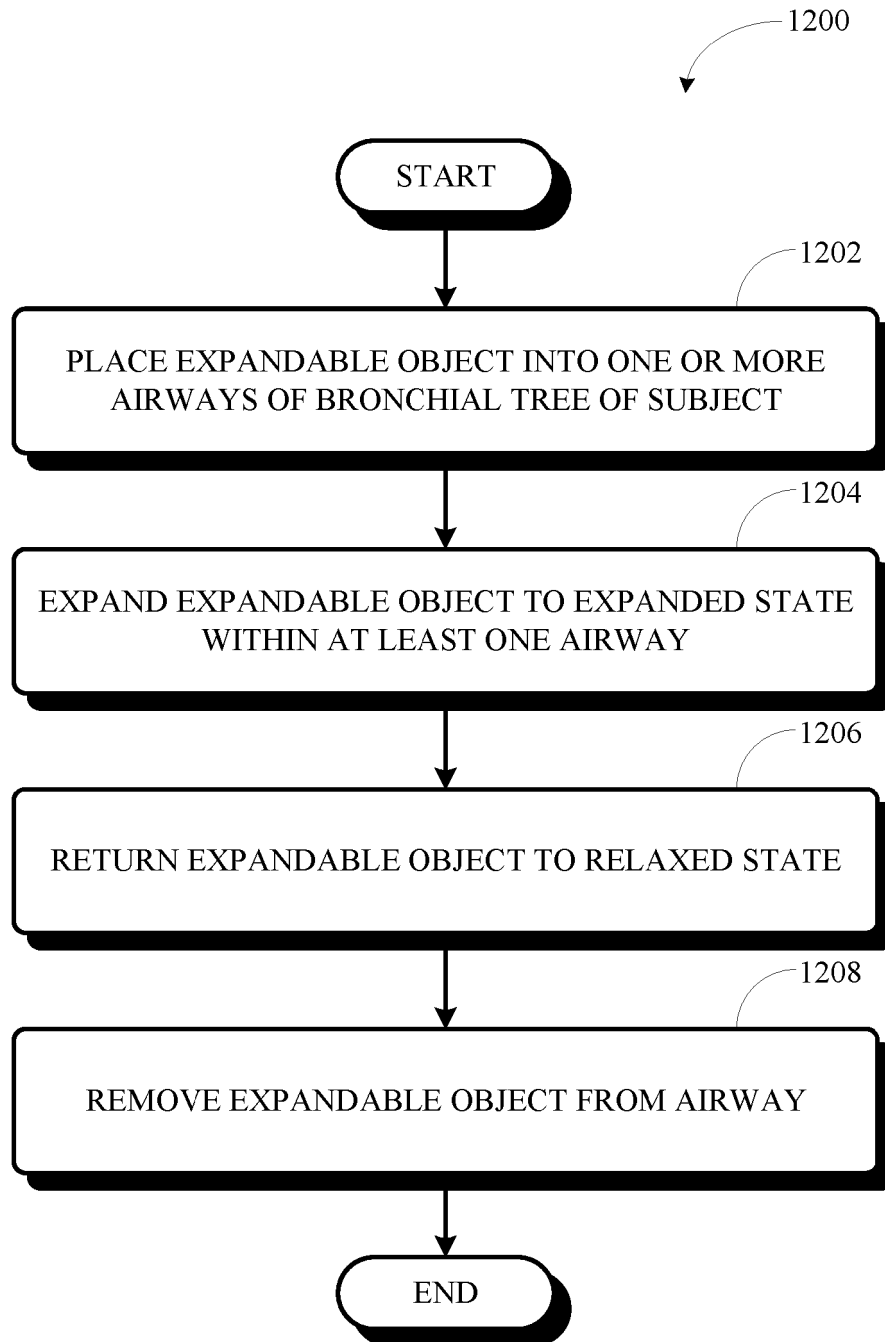 1200
START
1202
PLACE EXPANDABLE OBJECT INTO ONE OR MORE
AIRWAYS OF BRONCHIAL TREE OF SUBJECT
1204
EXPAND EXPANDABLE OBJECT TO EXPANDED STATE
WITHIN AT LEAST ONE AIRWAY
1206
RETURN EXPANDABLE OBJECT TO RELAXED STATE
1208
REMOVE EXPANDABLE OBJECT FROM AIRWAY
END